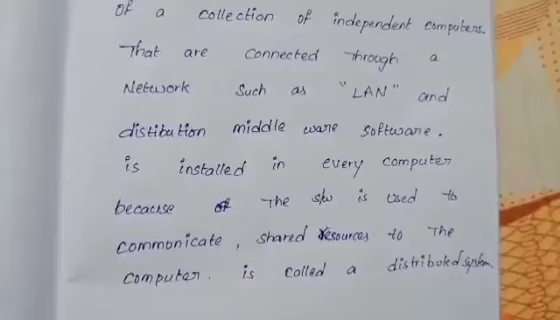 of a collection of independent computers.
That are connected through a
Network such as "LAN" and
distibution middle ware software.
is installed in every computer
because of the s/w is used to
commonicate, shared resources to the
computer. is called a distributed system.